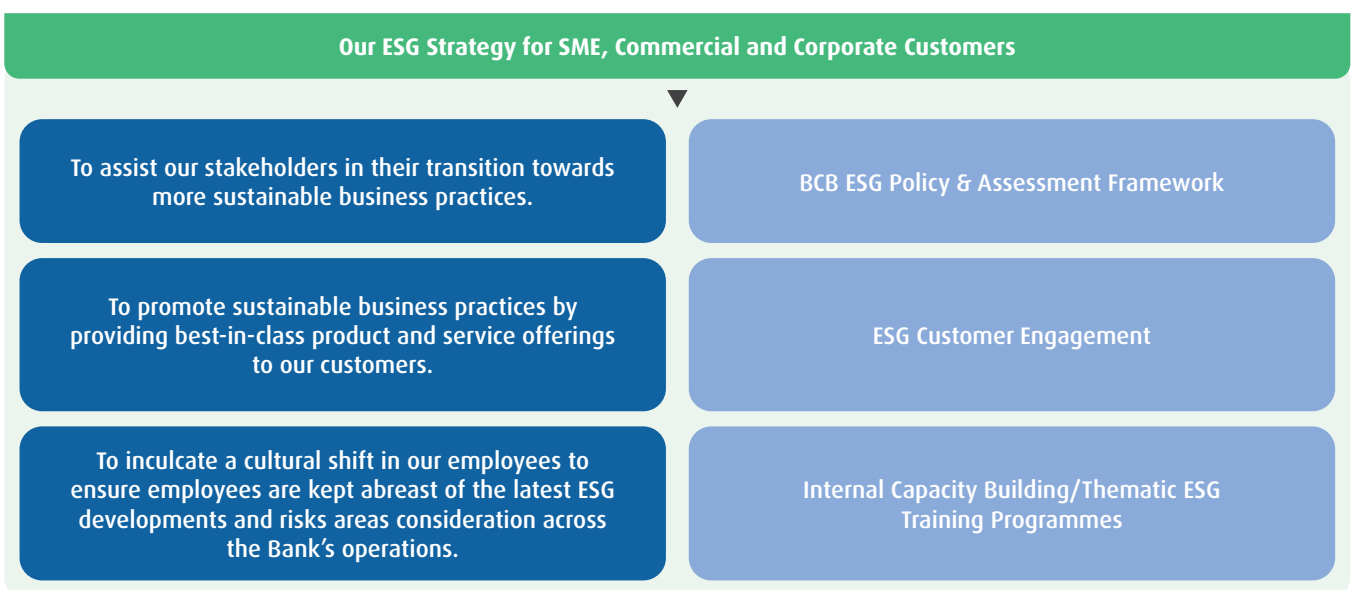 Our ESG Strategy for SME, Commercial and Corporate Customers
To assist our stakeholders in their transition towards
more sustainable business practices.
BCB ESG Policy & Assessment Framework
To promote sustainable business practices by
providing best-in-class product and service offerings
to our customers.
ESG Customer Engagement
To inculcate a cultural shift in our employees to
ensure employees are kept abreast of the latest ESG
developments and risks areas consideration across
the Bank’s operations.
Internal Capacity Building/Thematic ESG
Training Programmes